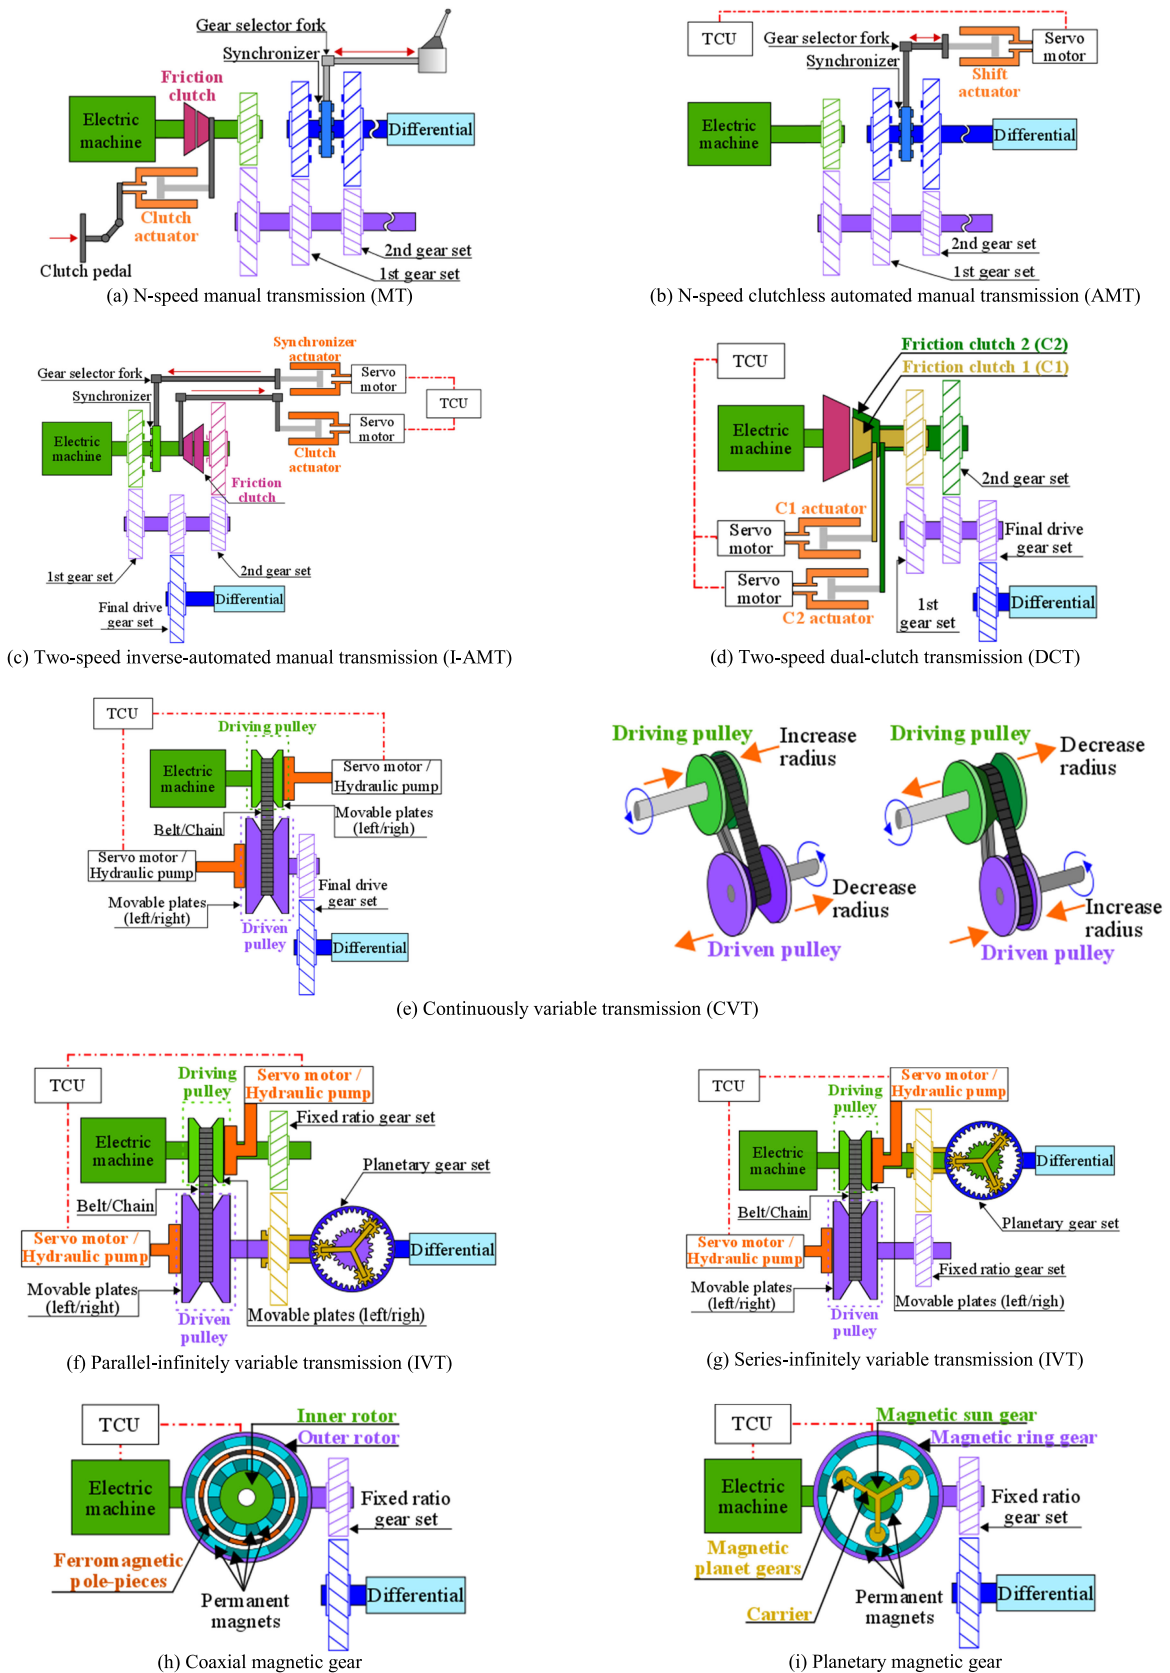 Gear selector fork
Synchronizer
Friction
clutch
Electric
machine
Differential
Clutch
actuator
Clutch pedal
2nd gear set
1st gear set
(a) N-speed manual transmission (MT)
TCU
Gear selector fork
Synchronizer
Servo
motor
Shift
actuator
Electric
machine
Differential
2nd gear set
1st gear set
(b) N-speed clutchless automated manual transmission (AMT)
Synchronizer
actuator
Gear selector fork
Synchronizer
Servo
motor
TCU
Servo
motor
Clutch
actuator
Electric
machine
Friction
clutch
1st gear set
2nd gear set
Final drive
gear set
Differential
(c) Two-speed inverse-automated manual transmission (I-AMT)
TCU
Friction clutch 2 (C2)
Friction clutch 1 (C1)
Electric
machine
2nd gear set
C1 actuator
Servo
motor
Servo
motor
C2 actuator
Final drive
gear set
1st
gear set
Differential
(d) Two-speed dual-clutch transmission (DCT)
TCU
Driving pulley
Electric
machine
Servo motor /
Hydraulic pump
Belt/Chain
Movable plates
(left/righ)
Servo motor /
Hydraulic pump
Movable plates
(left/right)
Final drive
gear set
Driven
pulley
Differential
Driving pulley
Increase
radius
Decrease
radius
Driven pulley
Driving pulley
Decrease
radius
Increase
radius
Driven pulley
(e) Continuously variable transmission (CVT)
TCU
Driving
pulley
Servo motor /
Hydraulic pump
Fixed ratio gear set
Electric
machine
Planetary gear set
Belt/Chain
Servo motor /
Hydraulic pump
Differential
Movable plates
(left/right)
Movable plates (left/righ)
Driven
pulley
(f) Parallel-infinitely variable transmission (IVT)
TCU
Driving
pulley
Servo motor /
Hydraulic pump
Electric
machine
Differential
Belt/Chain
Planetary gear set
Servo motor /
Hydraulic pump
Fixed ratio gear set
Movable plates
(left/right)
Movable plates (left/righ)
Driven
pulley
(g) Series-infinitely variable transmission (IVT)
TCU
Inner rotor
Outer rotor
Electric
machine
Fixed ratio
gear set
Ferromagnetic
pole-pieces
Permanent
magnets
Differential
(h) Coaxial magnetic gear
TCU
Magnetic sun gear
Magnetic ring gear
Electric
machine
Fixed ratio
gear set
Magnetic
planet gears
Carrier
Permanent
magnets
Differential
(i) Planetary magnetic gear